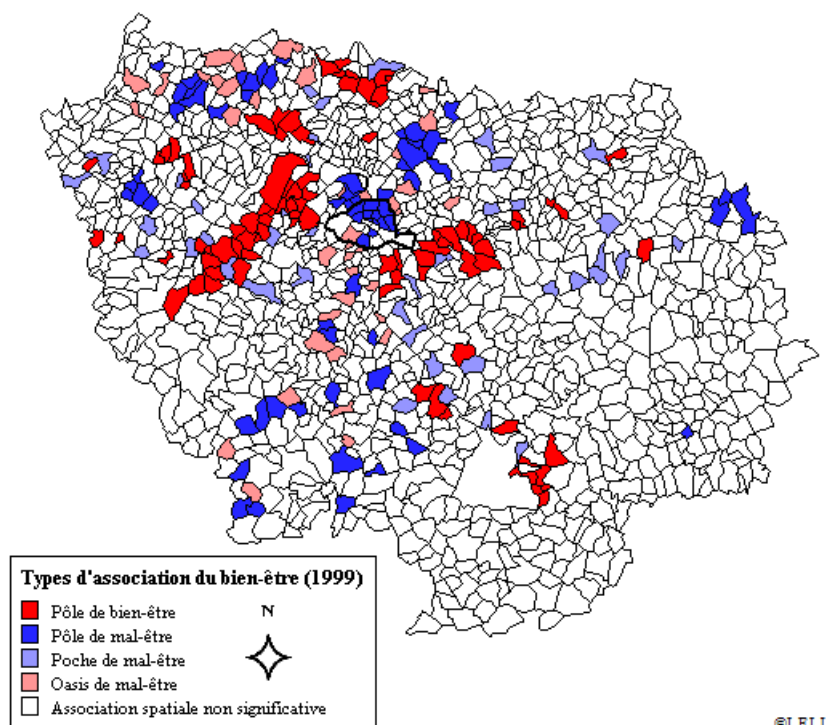 Types d'association du bien-être (1999)
Pôle de bien-être
N
Pôle de mal-être
Poche de mal-être
Oasis de mal-être
Association spatiale non significative